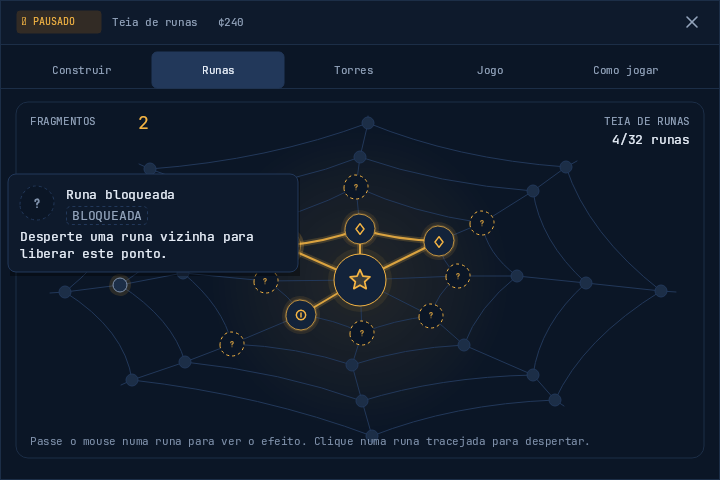 PAUSADO Teia de runas $240
Construir Runas Torres Jogo Como jogar
FRAGMENTOS 2
TEIA DE RUNAS
4/32 runas
? Runa bloqueada
BLOQUEADA
Desperte uma runa vizinha para
liberar este ponto.
?
?
?
?
?
?
?
Passe o mouse numa runa para ver o efeito. Clique numa runa tracejada para despertar.